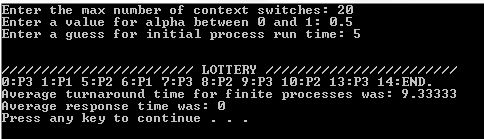 Enter the max number of context switches: 20
Enter a value for alpha between 0 and 1: 0.5
Enter a guess for initial process run time: 5
//////////////////////// LOTTERY ////////////////////////
0:P3 1:P1 5:P2 6:P1 7:P3 8:P2 9:P3 10:P2 13:P3 14:END.
Average turnaround time for finite processes was: 9.33333
Average response time was: 0
Press any key to continue . . .